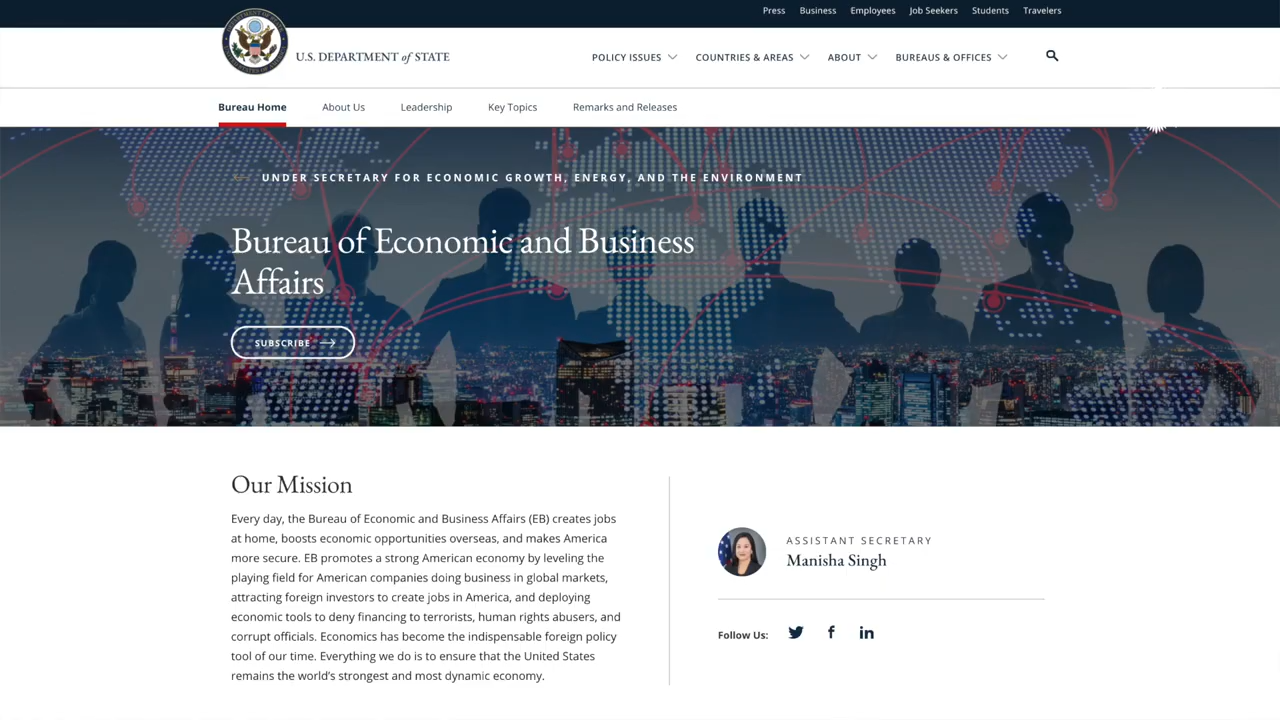 Press Business Employees Job Seekers Students Travelers
U.S. DEPARTMENT of STATE
POLICY ISSUES COUNTRIES & AREAS ABOUT BUREAUS & OFFICES
Bureau Home About Us Leadership Key Topics Remarks and Releases
UNDER SECRETARY FOR ECONOMIC GROWTH, ENERGY, AND THE ENVIRONMENT
Bureau of Economic and Business
Affairs
SUBSCRIBE
Our Mission
Every day, the Bureau of Economic and Business Affairs (EB) creates jobs
at home, boosts economic opportunities overseas, and makes America
more secure. EB promotes a strong American economy by leveling the
playing field for American companies doing business in global markets,
attracting foreign investors to create jobs in America, and deploying
economic tools to deny financing to terrorists, human rights abusers, and
corrupt officials. Economics has become the indispensable foreign policy
tool of our time. Everything we do is to ensure that the United States
remains the world's strongest and most dynamic economy.
ASSISTANT SECRETARY
Manisha Singh
Follow Us: